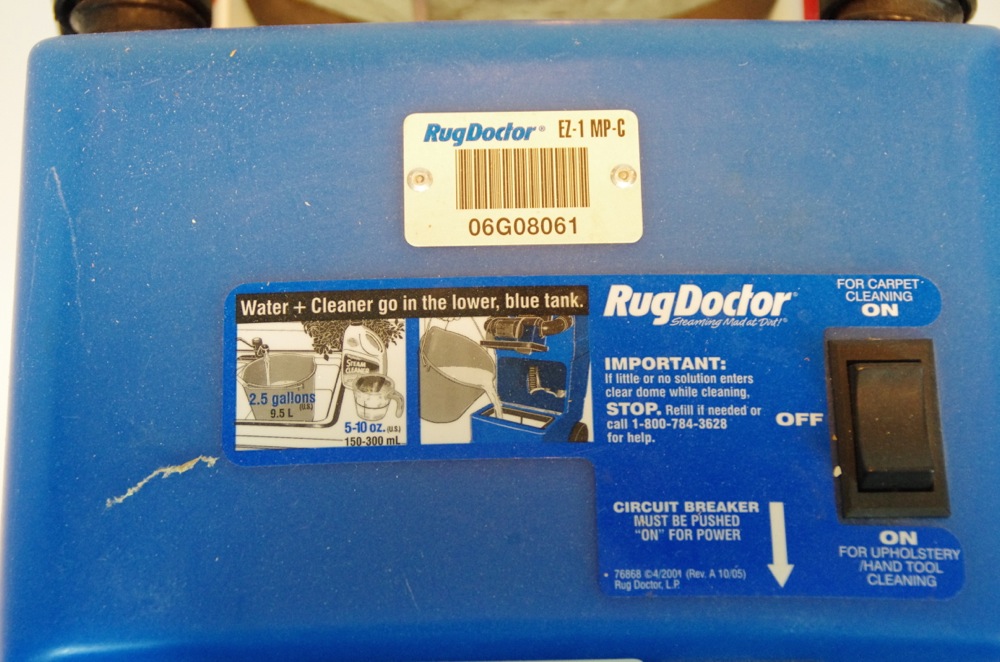 RugDoctor® EZ-1 MP-C
06G08061
Water + Cleaner go in the lower, blue tank.
STEAM
CLEANER
2.5 gallons
(U.S.)
9.5 L
5-10 oz. (U.S.)
150-300 mL
RugDoctor®
Steaming Mad at Dirt!®
IMPORTANT:
If little or no solution enters
clear dome while cleaning,
STOP. Refill if needed or
call 1-800-784-3628
for help.
FOR CARPET
CLEANING
ON
OFF
ON
FOR UPHOLSTERY
/HAND TOOL
CLEANING
CIRCUIT BREAKER
MUST BE PUSHED
"ON" FOR POWER
76868 ©4/2001 (Rev. A 10/05)
Rug Doctor, L.P.